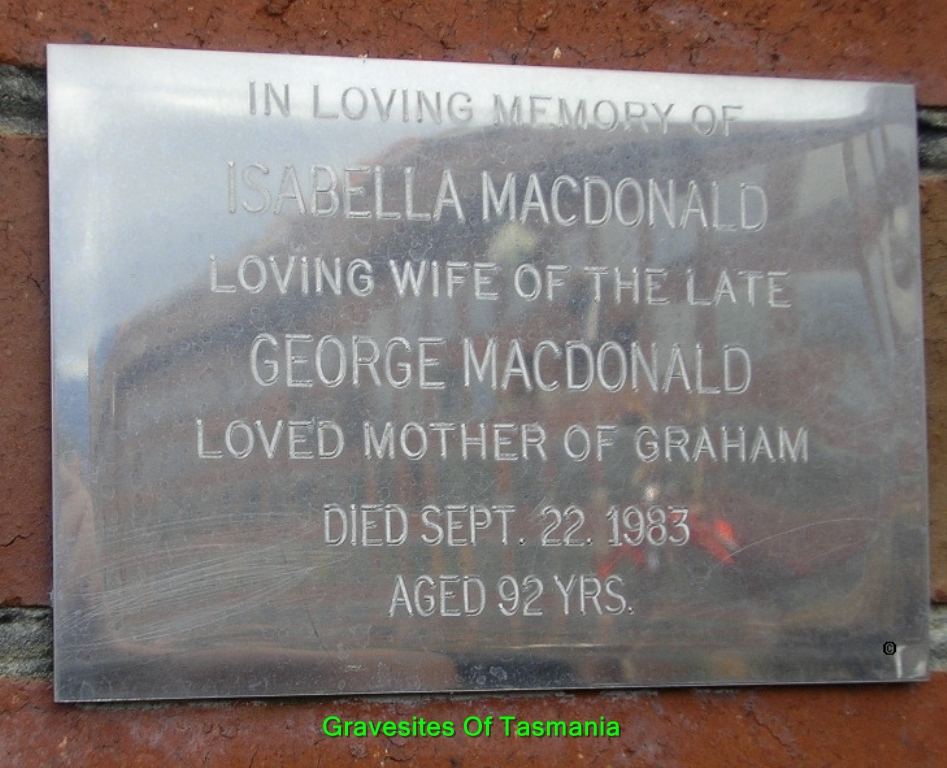 IN LOVING MEMORY OF
ISABELLA MACDONALD
LOVING WIFE OF THE LATE
GEORGE MACDONALD
LOVED MOTHER OF GRAHAM
DIED SEPT. 22. 1983
AGED 92 YRS.
©
Gravesites Of Tasmania